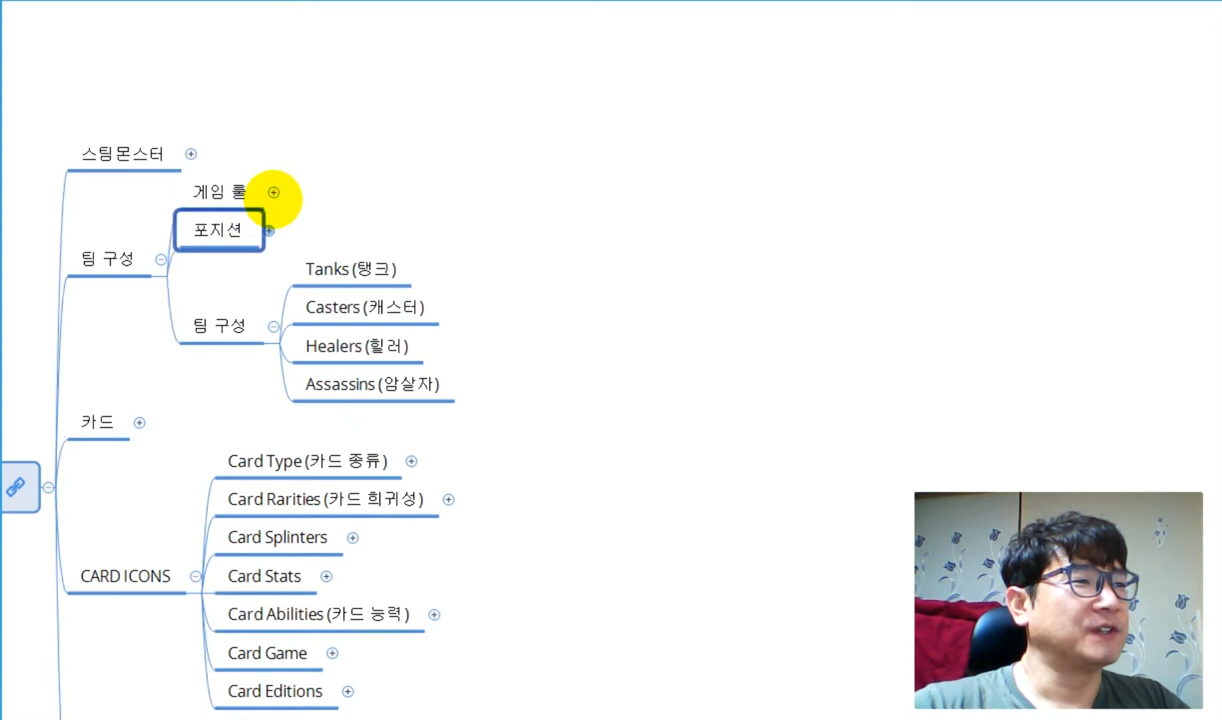 스팀몬스터
게임 룰
포지션
팀 구성
Tanks (탱크)
Casters (캐스터)
팀 구성
Healers (힐러)
Assassins (암살자)
카드
Card Type (카드 종류)
Card Rarities (카드 희귀성)
Card Splinters
CARD ICONS
Card Stats
Card Abilities (카드 능력)
Card Game
Card Editions